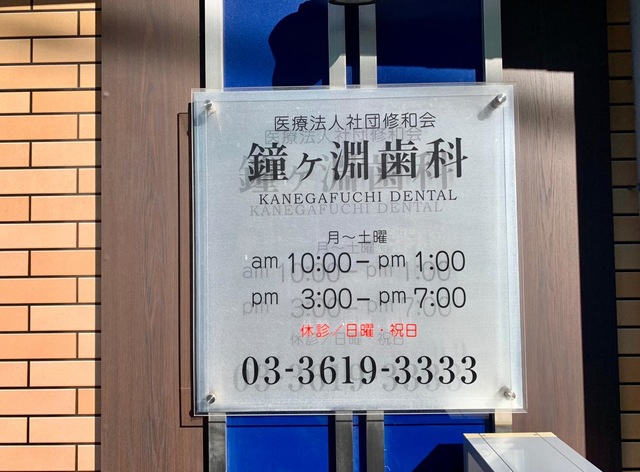 医療法人社団修和会
鐘ヶ淵歯科
KANEGAFUCHI DENTAL
月～土曜
am 10:00－pm 1:00
pm 3:00－pm 7:00
休診／日曜・祝日
03-3619-3333